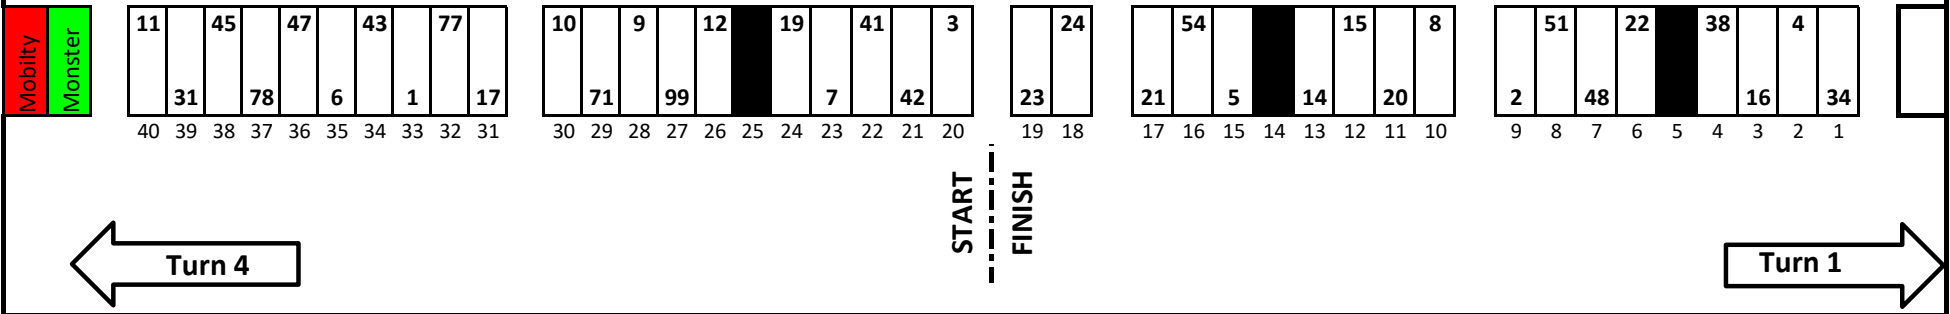 Mobilty
Monster
11 45 47 43 77 10 9 12 19 41 3 24 54 15 8 51 22 38 4
31 78 6 1 17 71 99 7 42 23 21 5 14 20 2 48 16 34
40 39 38 37 36 35 34 33 32 31 30 29 28 27 26 25 24 23 22 21 20 19 18 17 16 15 14 13 12 11 10 9 8 7 6 5 4 3 2 1
START
FINISH
Turn 4
Turn 1